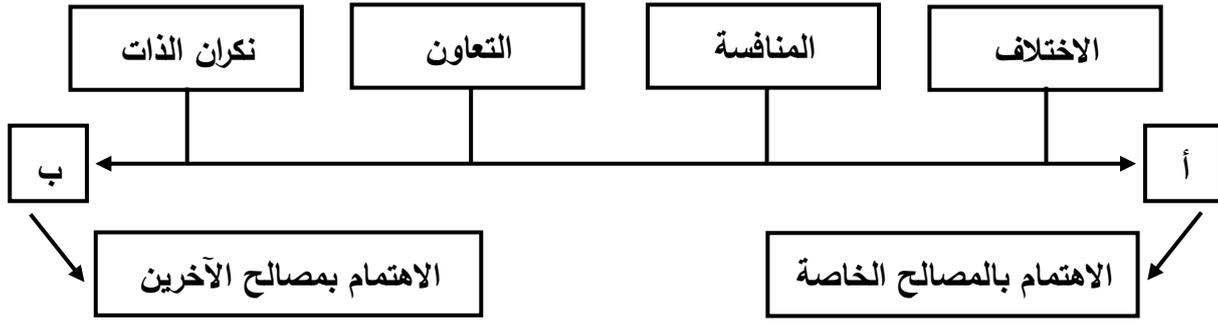 الاختلاف
المنافسة
التعاون
نكران الذات
أ
ب
الاهتمام بالمصالح الخاصة
الاهتمام بمصالح الآخرين